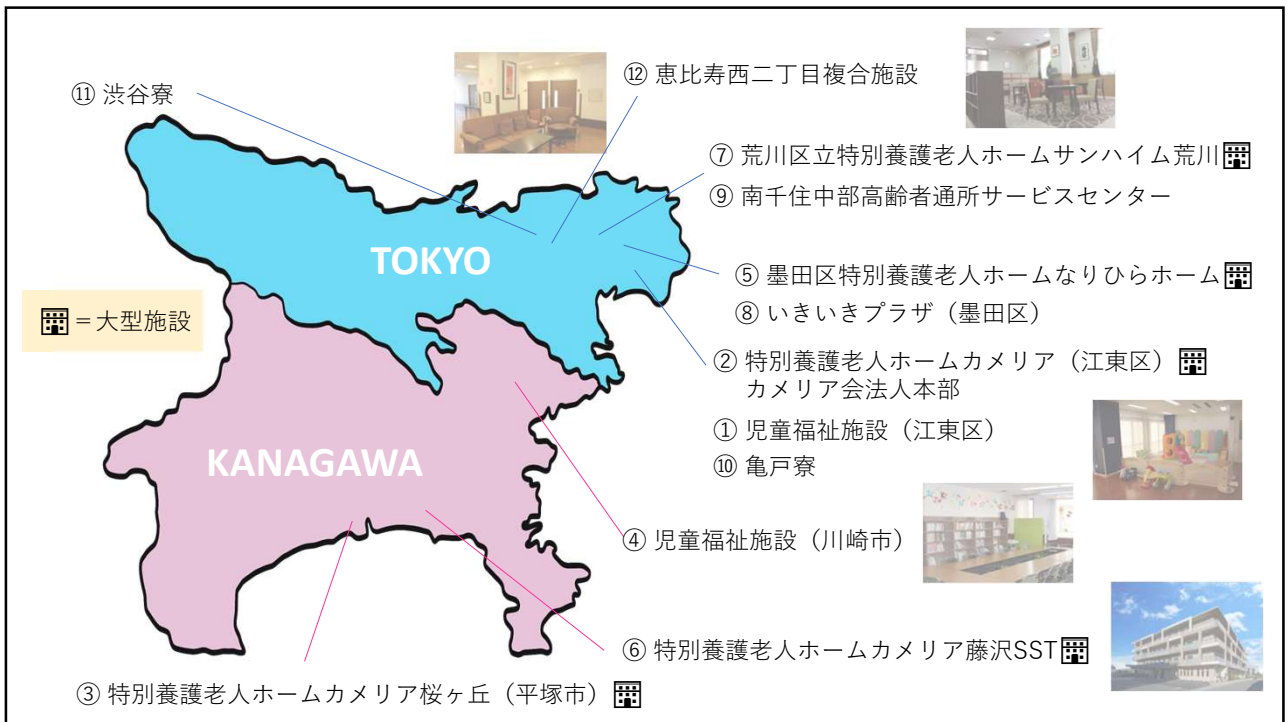 ⑪ 渋谷寮
⑫ 恵比寿西二丁目複合施設
⑦ 荒川区立特別養護老人ホームサンハイム荒川
⑨ 南千住中部高齢者通所サービスセンター
TOKYO
⑤ 墨田区特別養護老人ホームなりひらホーム
⑧ いきいきプラザ（墨田区）
=大型施設
② 特別養護老人ホームカメリア（江東区）
カメリア会法人本部
① 児童福祉施設（江東区）
⑩ 亀戸寮
KANAGAWA
④ 児童福祉施設（川崎市）
⑥ 特別養護老人ホームカメリア藤沢SST
③ 特別養護老人ホームカメリア桜ヶ丘（平塚市）